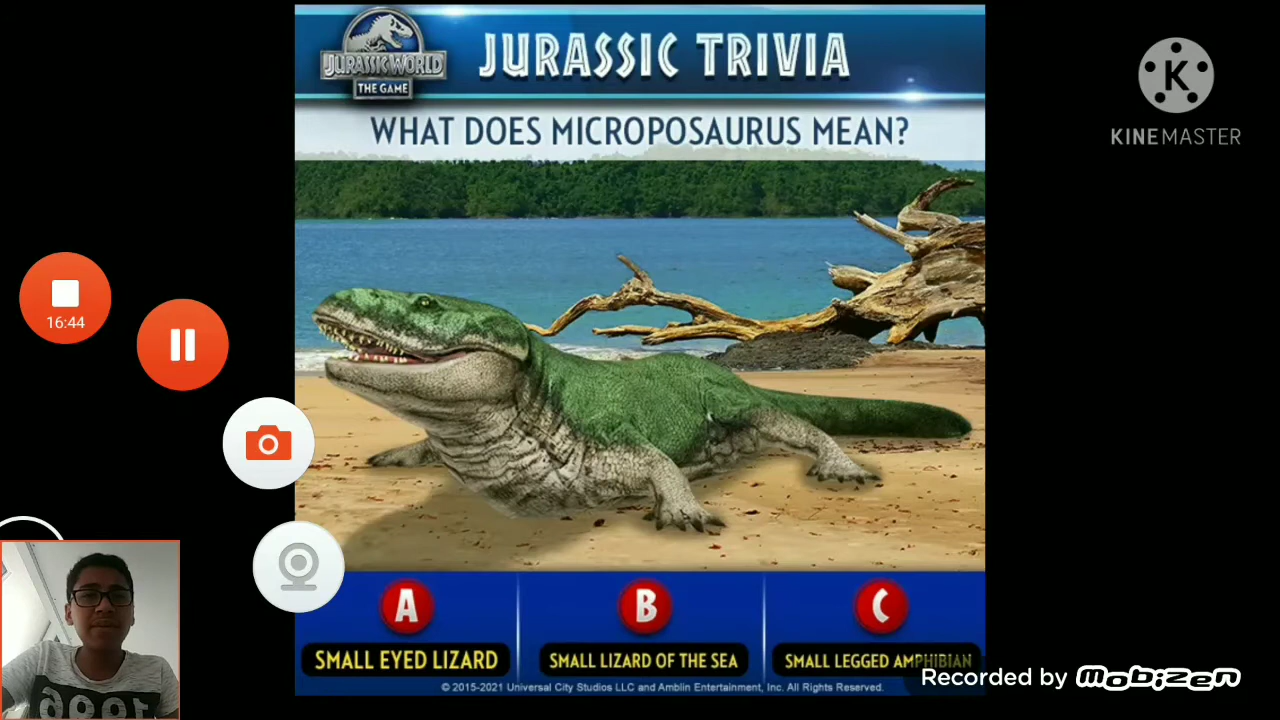 JURASSIC WORLD
THE GAME
JURASSIC TRIVIA
K
KINEMASTER
WHAT DOES MICROPOSAURUS MEAN?
16:44
A
B
C
SMALL EYED LIZARD
SMALL LIZARD OF THE SEA
SMALL LEGGED AMPHIBIAN
© 2015-2021 Universal City Studios LLC and Amblin Entertainment, Inc. All Rights Reserved.
Recorded by mobizen
1996